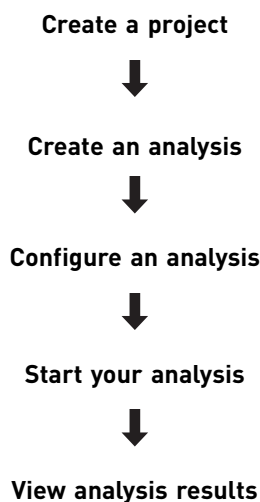 Create a project
Create an analysis
Configure an analysis
Start your analysis
View analysis results